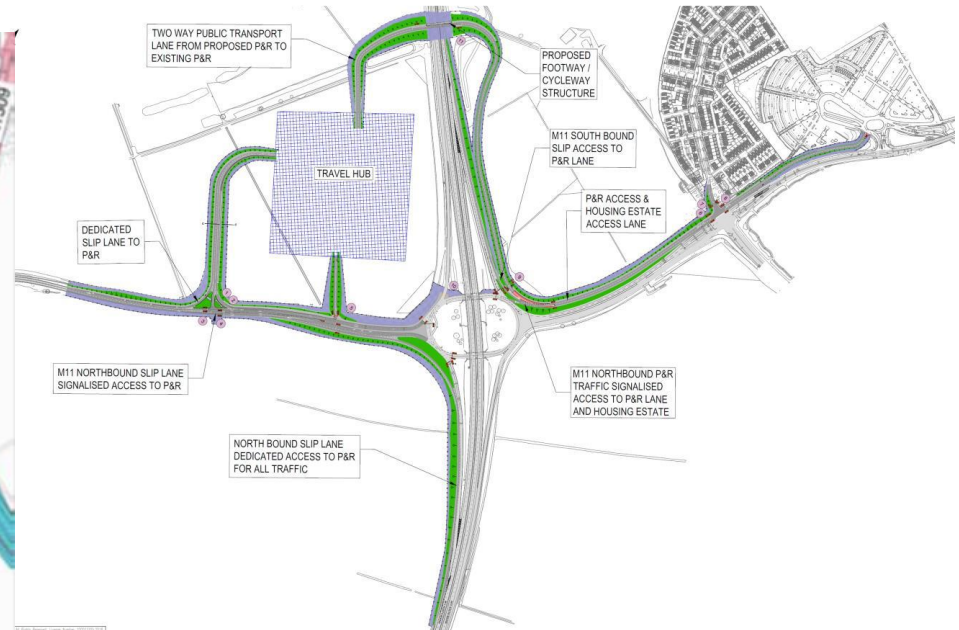 TWO WAY PUBLIC TRANSPORT
LANE FROM PROPOSED P&R TO
EXISTING P&R
PROPOSED
FOOTWAY /
CYCLEWAY
STRUCTURE
M11 SOUTH BOUND
SLIP ACCESS TO
P&R LANE
TRAVEL HUB
P&R ACCESS &
HOUSING ESTATE
ACCESS LANE
DEDICATED
SLIP LANE TO
P&R
M11 NORTHBOUND SLIP LANE
SIGNALISED ACCESS TO P&R
M11 NORTHBOUND P&R
TRAFFIC SIGNALISED
ACCESS TO P&R LANE
AND HOUSING ESTATE
NORTH BOUND SLIP LANE
DEDICATED ACCESS TO P&R
FOR ALL TRAFFIC